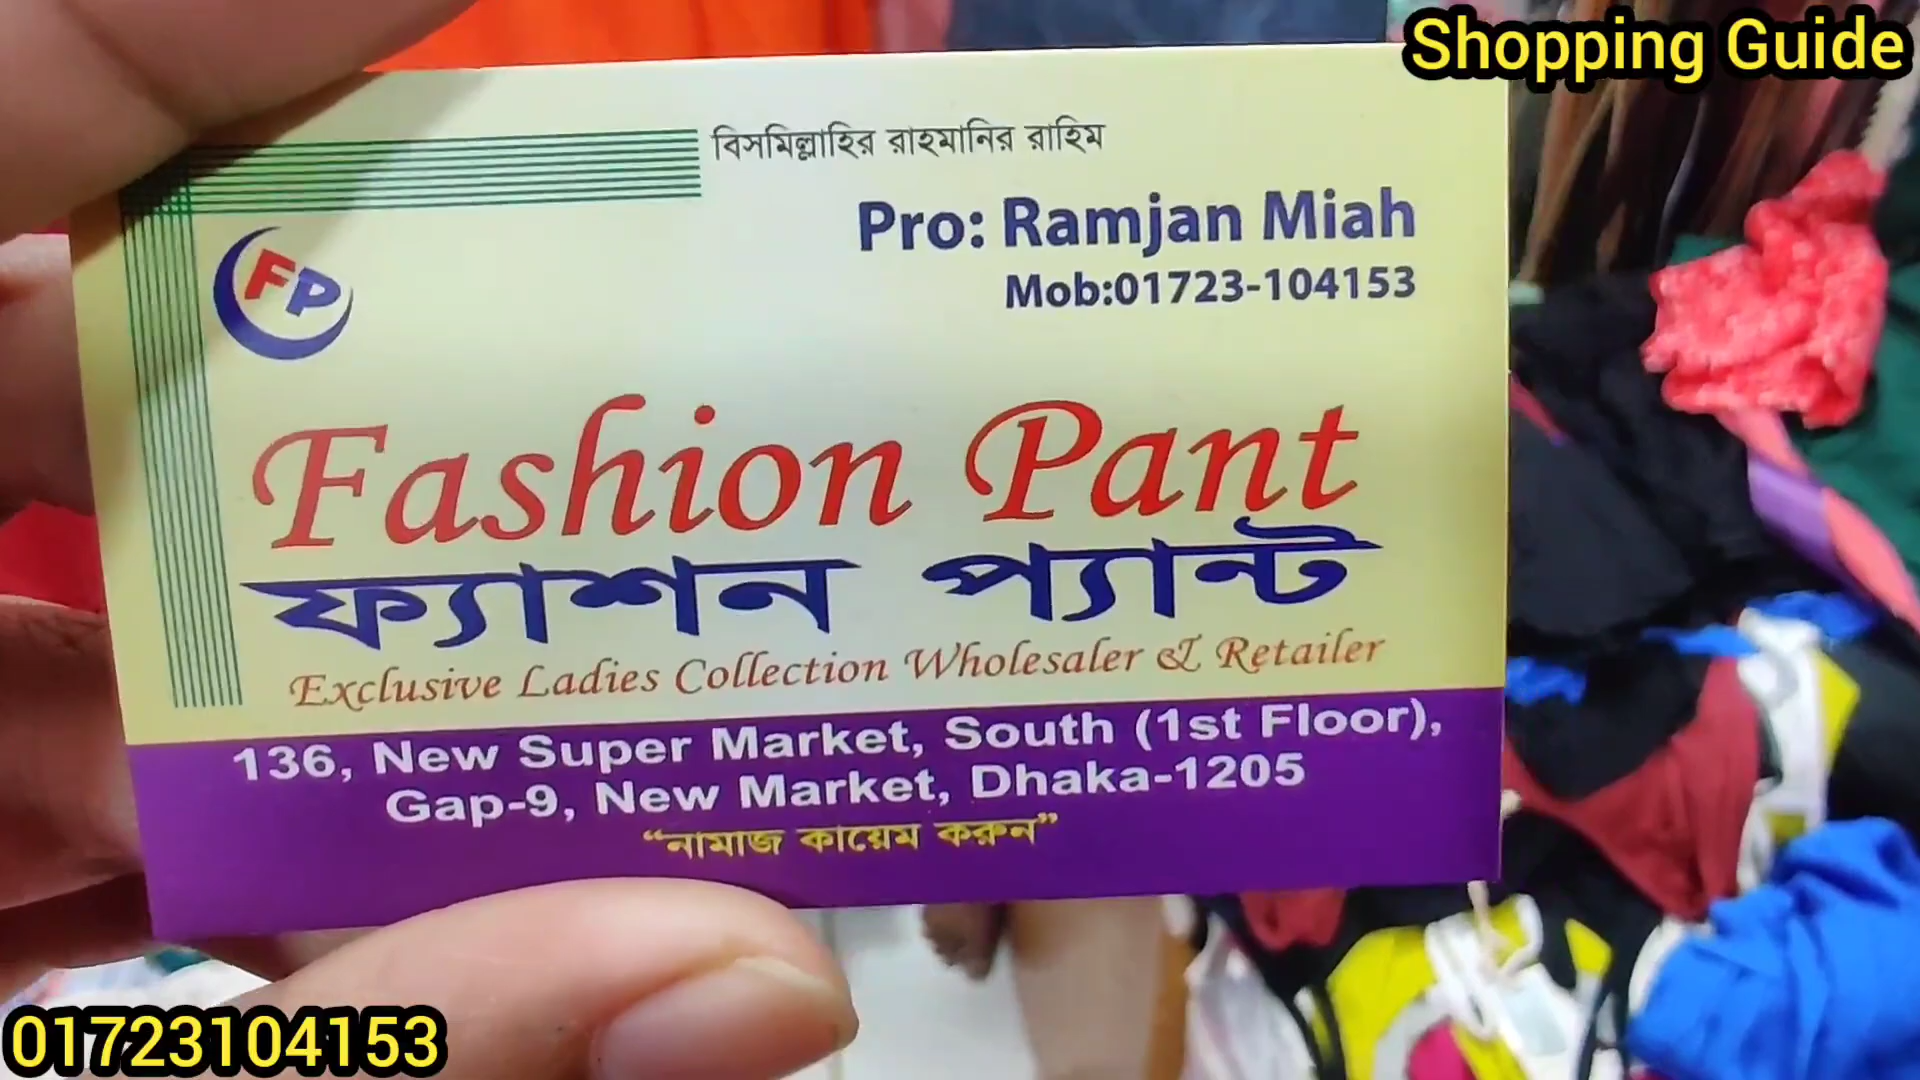 Shopping Guide
বিসমিল্লাহির রাহমানির রাহিম
Pro: Ramjan Miah
Mob:01723-104153
FP
Fashion Pant
ফ্যাশন প্যান্ট
Exclusive Ladies Collection Wholesaler & Retailer
136, New Super Market, South (1st Floor),
Gap-9, New Market, Dhaka-1205
“নামাজ কায়েম করুন”
01723104153